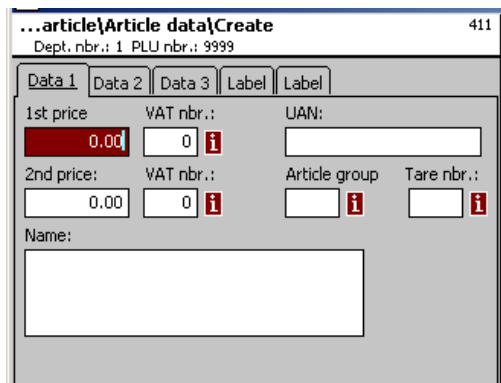 ...article\Article data\Create 411
Dept. nbr.: 1 PLU nbr.: 9999
Data 1 Data 2 Data 3 Label Label
1st price VAT nbr.: UAN:
0.00 0 i
2nd price: VAT nbr.: Article group Tare nbr.:
0.00 0 i i i
Name: